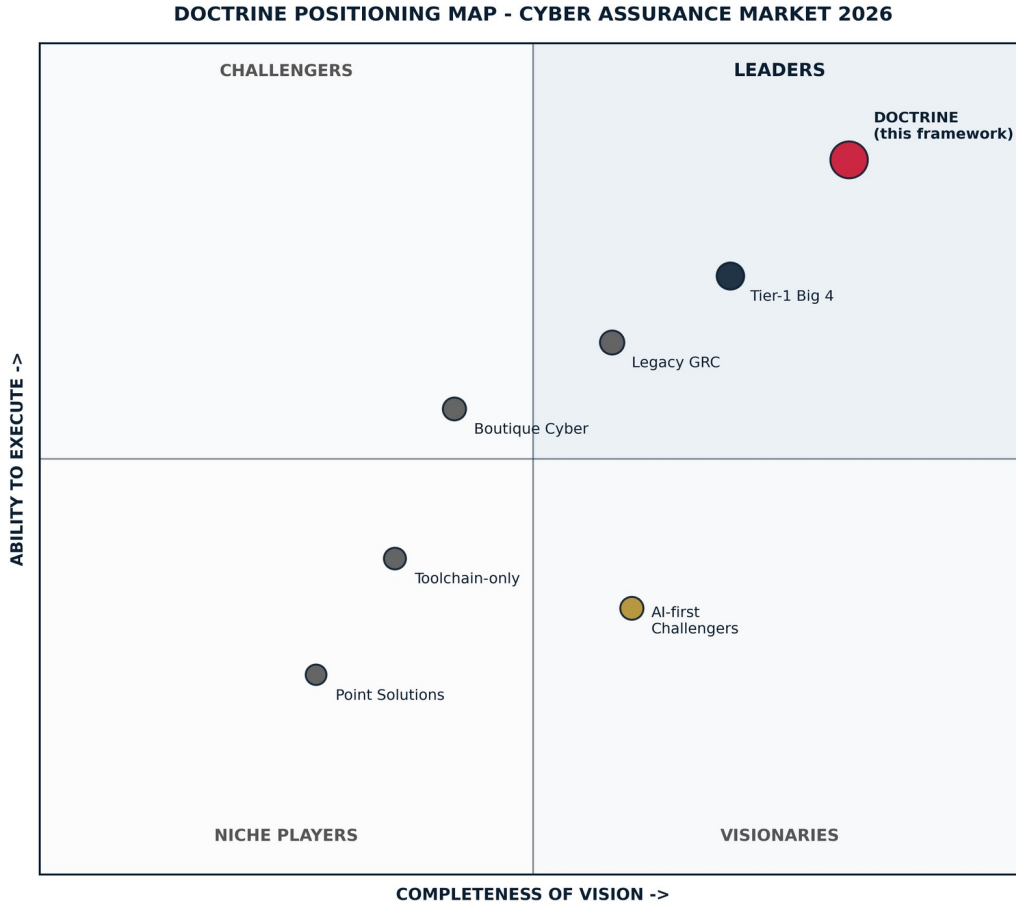 DOCTRINE POSITIONING MAP - CYBER ASSURANCE MARKET 2026
CHALLENGERS
LEADERS
DOCTRINE
(this framework)
Tier-1 Big 4
Legacy GRC
Boutique Cyber
ABILITY TO EXECUTE ->
Toolchain-only
AI-first
Challengers
Point Solutions
NICHE PLAYERS
VISIONARIES
COMPLETENESS OF VISION ->